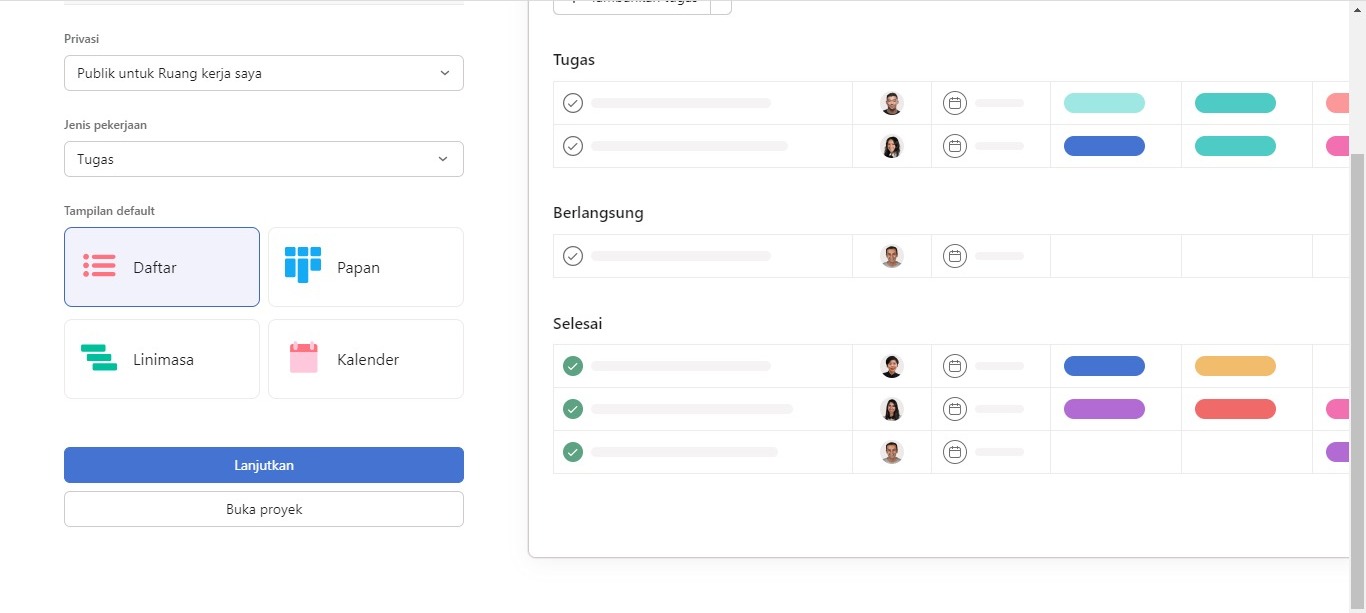 Privasi
Publik untuk Ruang kerja saya
Jenis pekerjaan
Tugas
Tampilan default
Daftar
Papan
Linimasa
Kalender
Lanjutkan
Buka proyek
Tugas
Berlangsung
Selesai